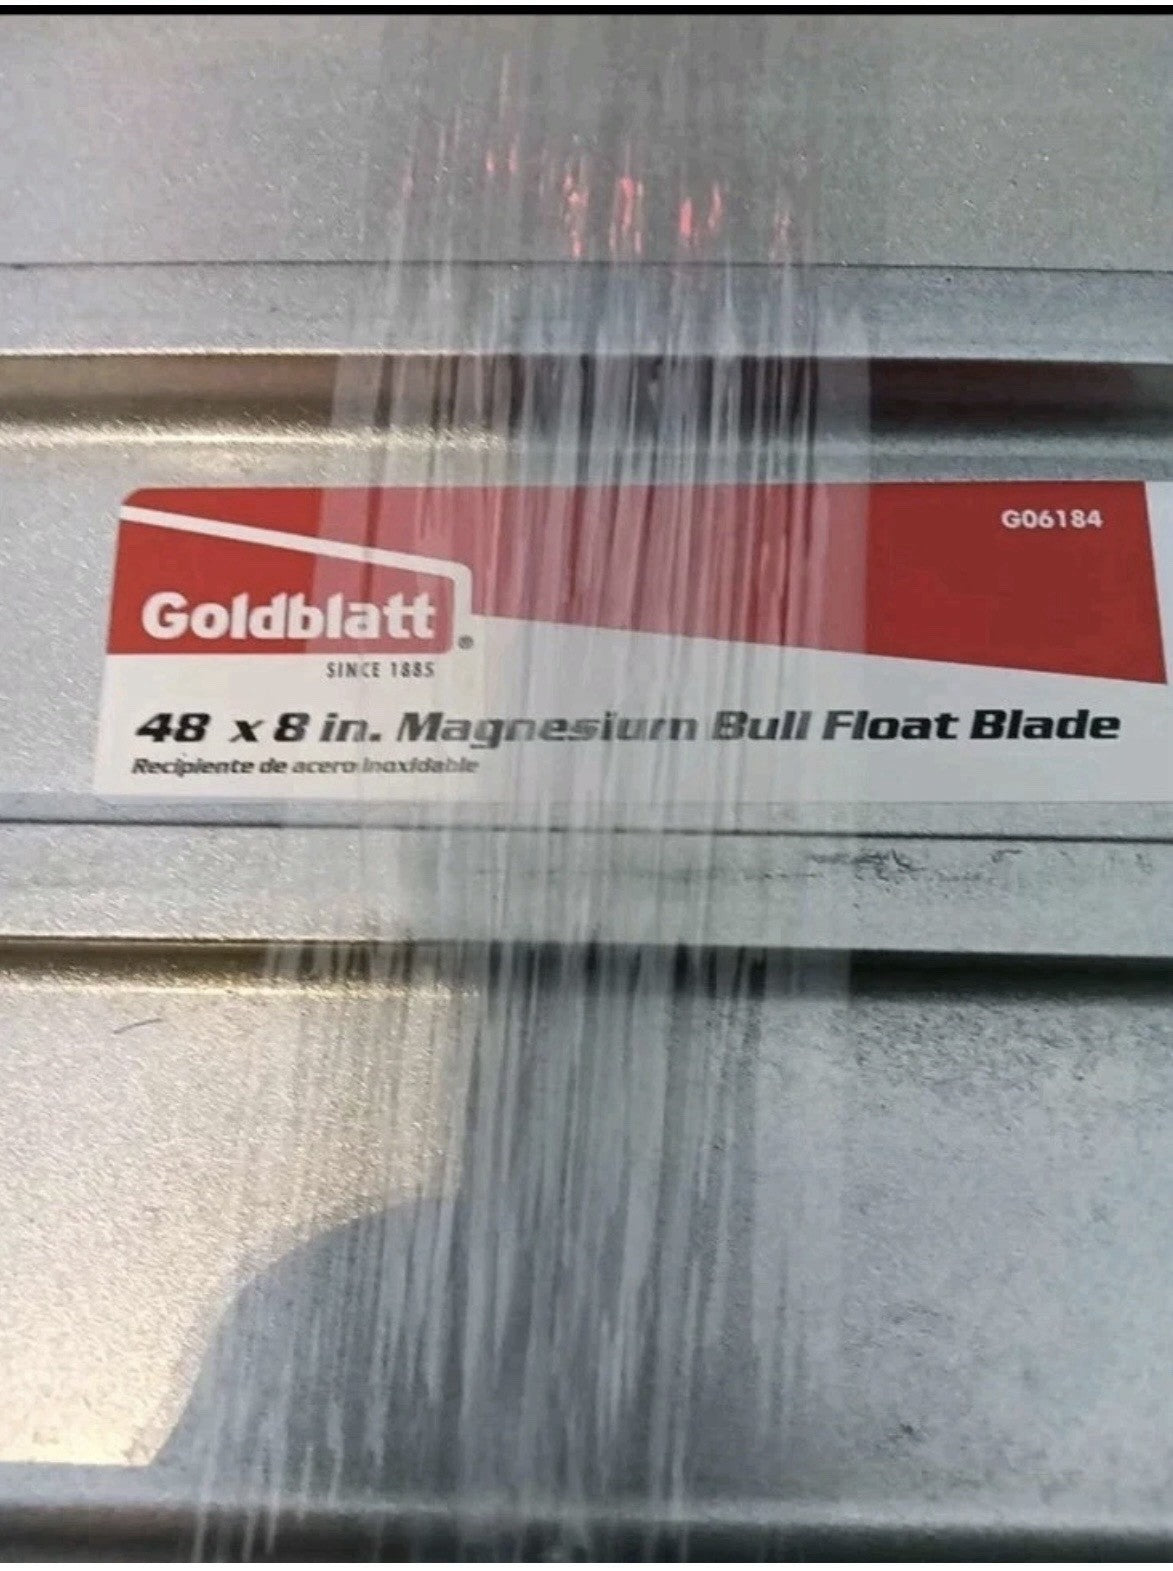 G06184
Goldblatt®
SINCE 1885
48 x 8 in. Magnesium Bull Float Blade
Recipiente de acero inoxidable